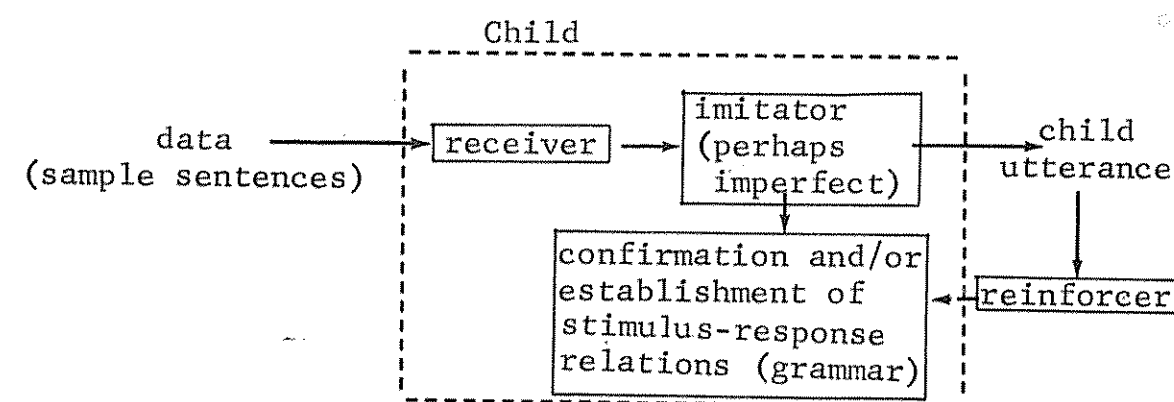 Child
data
(sample sentences)
receiver
imitator
(perhaps
imperfect)
child
utterance
confirmation and/or
establishment of
stimulus-response
relations (grammar)
reinforcer